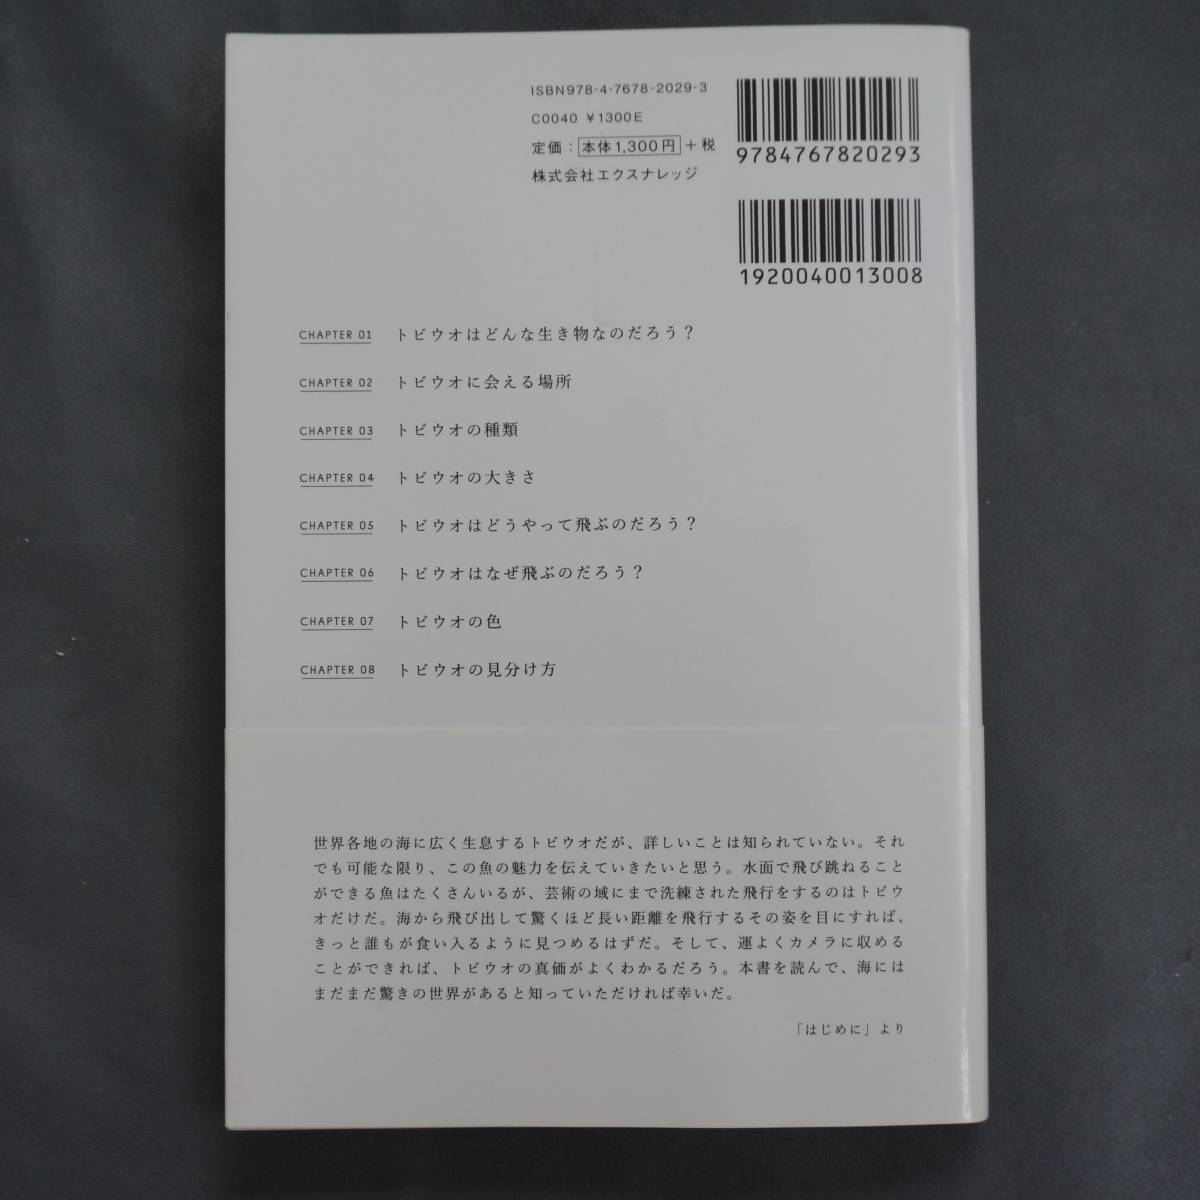 ISBN978-4-7678-2029-3
C0040 ¥1300E
定価：本体1,300円+税
株式会社エクスナレッジ
9784767820293
1920040013008
CHAPTER 01 トビウオはどんな生き物なのだろう？
CHAPTER 02 トビウオに会える場所
CHAPTER 03 トビウオの種類
CHAPTER 04 トビウオの大きさ
CHAPTER 05 トビウオはどうやって飛ぶのだろう？
CHAPTER 06 トビウオはなぜ飛ぶのだろう？
CHAPTER 07 トビウオの色
CHAPTER 08 トビウオの見分け方
世界各地の海に広く生息するトビウオだが、詳しいことは知られていない。それ
でも可能な限り、この魚の魅力を伝えていきたいと思う。水面で飛び跳ねること
ができる魚はたくさんいるが、芸術の域にまで洗練された飛行をするのはトビウ
オだけだ。海から飛び出して驚くほど長い距離を飛行するその姿を目にすれば、
きっと誰もが食い入るように見つめるはずだ。そして、運よくカメラに収める
ことができれば、トビウオの真価がよくわかるだろう。本書を読んで、海には
まだまだ驚きの世界があると知っていただければ幸いだ。
「はじめに」より